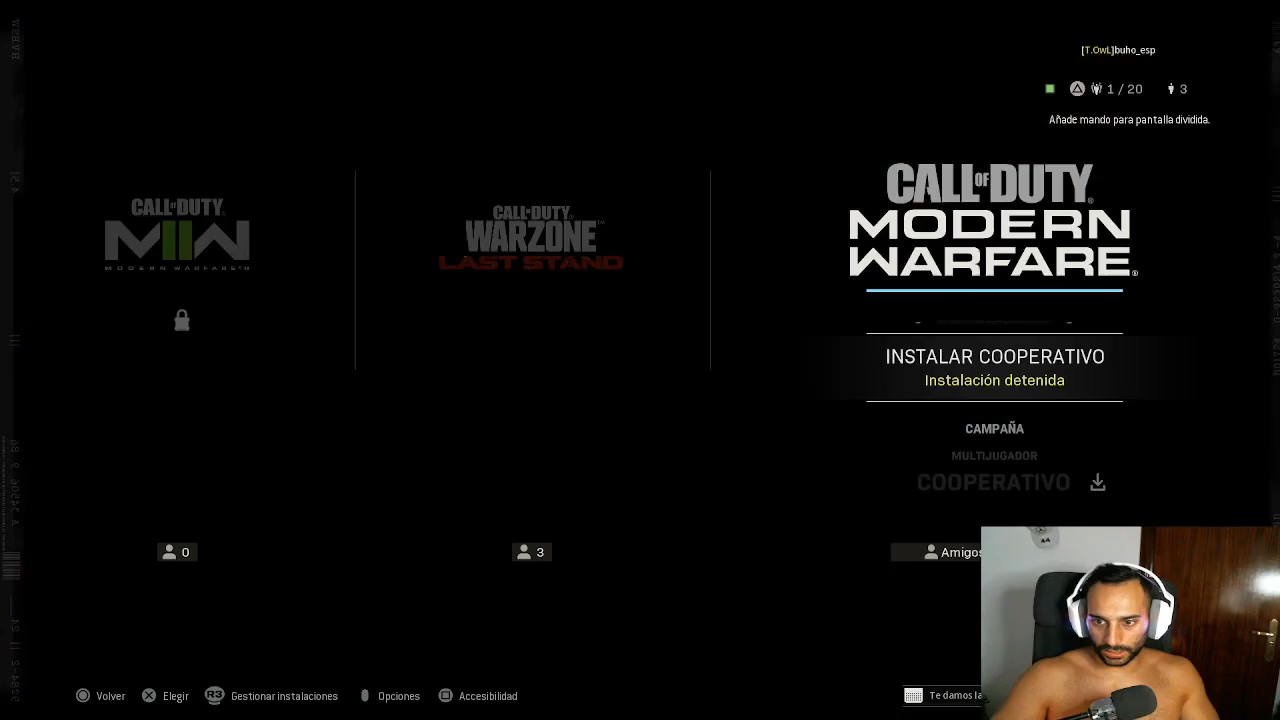 [T.OwL]buho_esp
1 / 20 3
Añade mando para pantalla dividida.
CALL OF DUTY
MWII
MODERN WARFARE II
CALL OF DUTY
WARZONE
LAST STAND
CALL OF DUTY
MODERN
WARFARE
INSTALAR COOPERATIVO
Instalación detenida
CAMPAÑA
MULTIJUGADOR
COOPERATIVO
0
3
Amigos
Volver Elegir R3 Gestionar instalaciones Opciones Accesibilidad
Te damos la